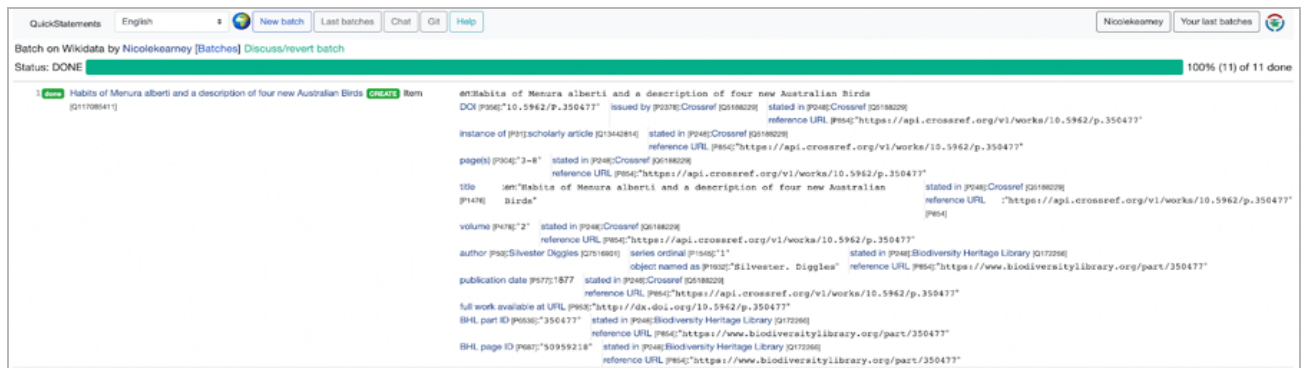 QuickStatements English New batch Last batches Chat Git Help Nicolekearney Your last batches
Batch on Wikidata by Nicolekearney [Batches] Discuss/revert batch
Status: DONE 100% (11) of 11 done
1 done Habits of Menura alberti and a description of four new Australian Birds CREATE Item
[Q117085411]
en:Habits of Menura alberti and a description of four new Australian Birds
DOI [P356]:"10.5962/P.350477" issued by [P2378]:Crossref [Q5188229] stated in [P248]:Crossref [Q5188229]
reference URL [P854]:"https://api.crossref.org/v1/works/10.5962/p.350477"
instance of [P31]:scholarly article [Q13442814] stated in [P248]:Crossref [Q5188229]
reference URL [P854]:"https://api.crossref.org/v1/works/10.5962/p.350477"
page(s) [P304]:"3-8" stated in [P248]:Crossref [Q5188229]
reference URL [P854]:"https://api.crossref.org/v1/works/10.5962/p.350477"
title :en:"Habits of Menura alberti and a description of four new Australian stated in [P248]:Crossref [Q5188229]
[P1476] Birds" reference URL :"https://api.crossref.org/v1/works/10.5962/p.350477"
[P854]
volume [P478]:"2" stated in [P248]:Crossref [Q5188229]
reference URL [P854]:"https://api.crossref.org/v1/works/10.5962/p.350477"
author [P50]:Silvester Diggles [Q7516801] series ordinal [P1545]:"1" stated in [P248]:Biodiversity Heritage Library [Q172266]
object named as [P1932]:"Silvester, Diggles" reference URL [P854]:"https://www.biodiversitylibrary.org/part/350477"
publication date [P577]:1877 stated in [P248]:Crossref [Q5188229]
reference URL [P854]:"https://api.crossref.org/v1/works/10.5962/p.350477"
full work available at URL [P953]:"http://dx.doi.org/10.5962/p.350477"
BHL part ID [P6535]:"350477" stated in [P248]:Biodiversity Heritage Library [Q172266]
reference URL [P854]:"https://www.biodiversitylibrary.org/part/350477"
BHL page ID [P687]:"50959218" stated in [P248]:Biodiversity Heritage Library [Q172266]
reference URL [P854]:"https://www.biodiversitylibrary.org/part/350477"